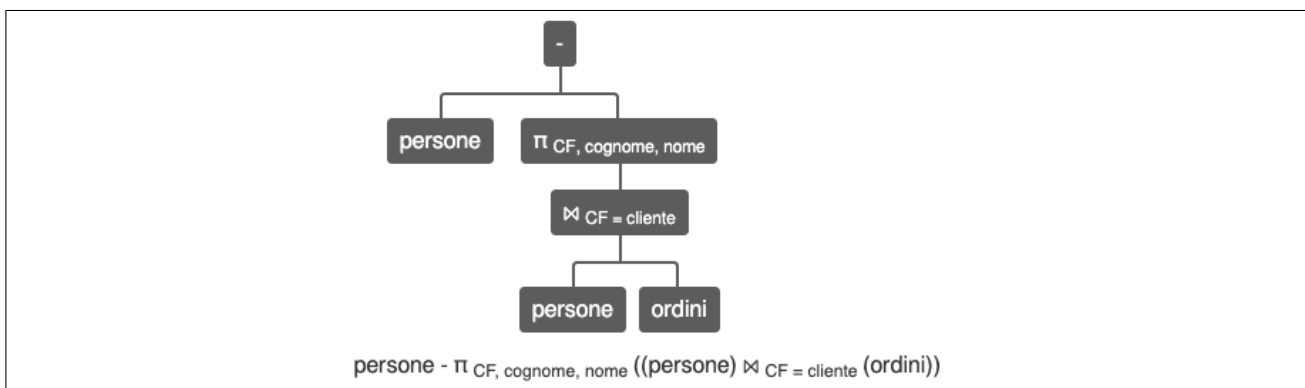 -
persone π CF, cognome, nome
⋈ CF = cliente
persone ordini
persone - π CF, cognome, nome ((persone) ⋈ CF = cliente (ordini))